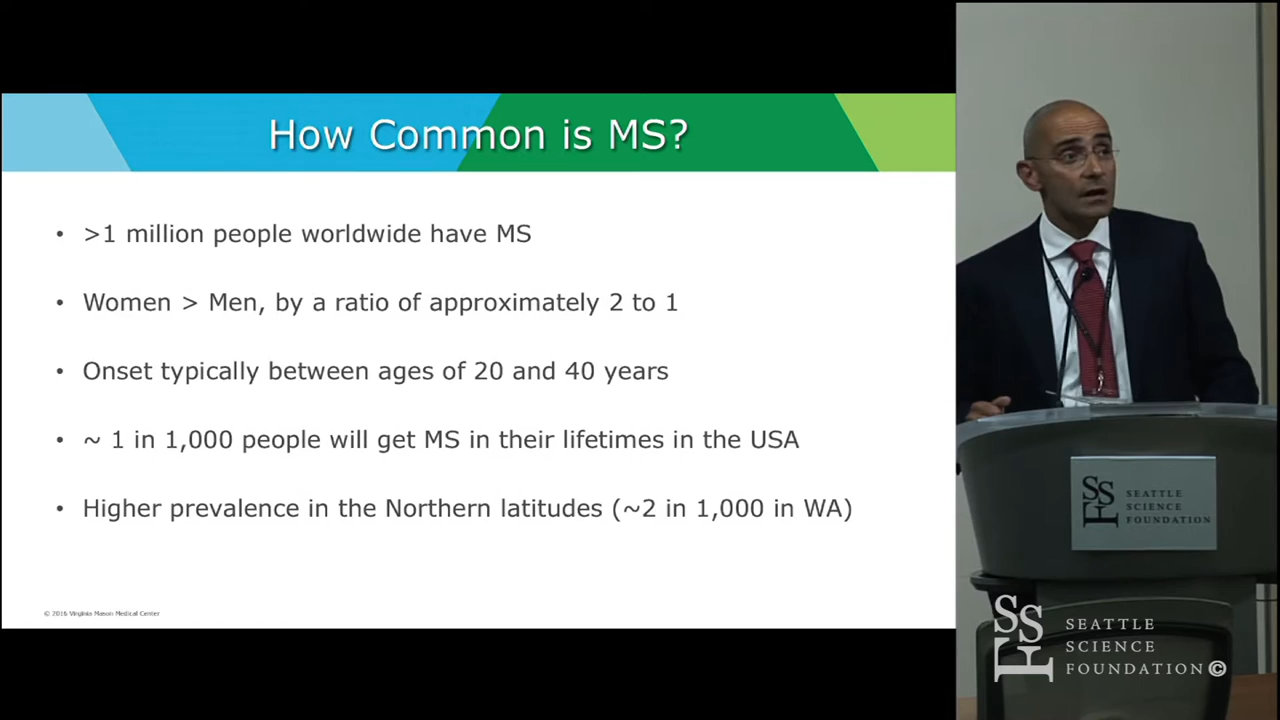 How Common is MS?
• >1 million people worldwide have MS
• Women > Men, by a ratio of approximately 2 to 1
• Onset typically between ages of 20 and 40 years
• ~ 1 in 1,000 people will get MS in their lifetimes in the USA
• Higher prevalence in the Northern latitudes (~2 in 1,000 in WA)
© 2016 Virginia Mason Medical Center
SSF
SEATTLE
SCIENCE
FOUNDATION
SSF
SEATTLE
SCIENCE
FOUNDATION©